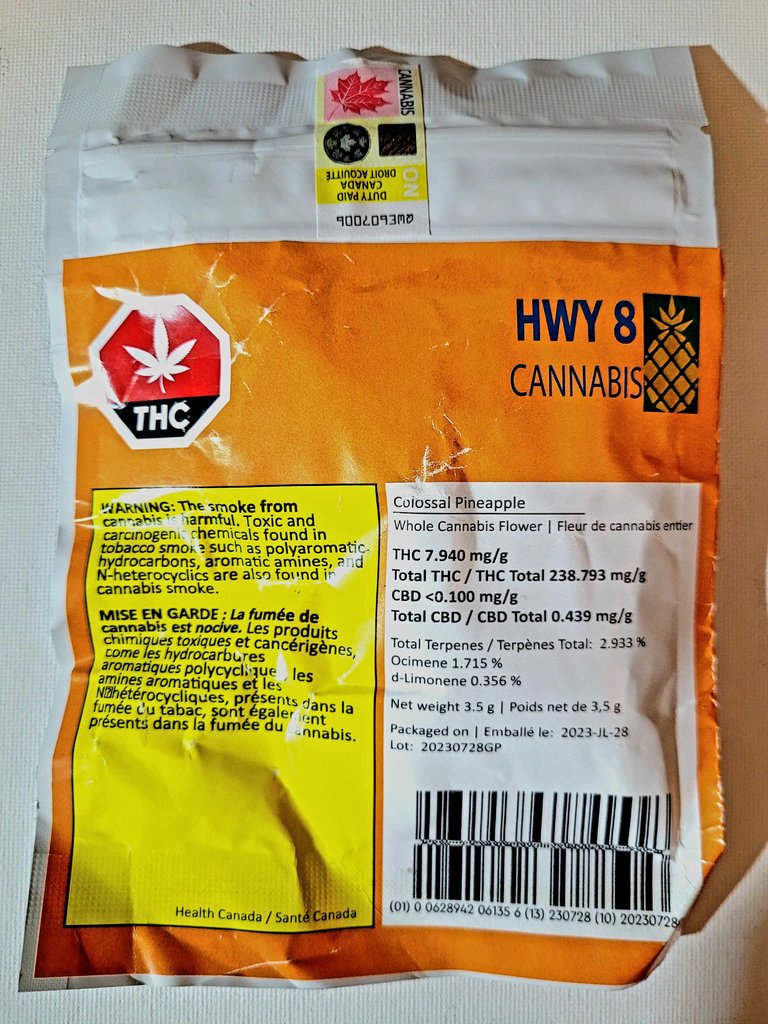 CANNABIS
ON
DUTY PAID
CANADA
DROIT ACQUITTÉ
QWE607006
HWY 8
CANNABIS
THC
WARNING: The smoke from
cannabis is harmful. Toxic and
carcinogenic chemicals found in
tobacco smoke such as polyaromatic
hydrocarbons, aromatic amines, and
N-heterocyclics are also found in
cannabis smoke.
MISE EN GARDE : La fumée de
cannabis est nocive. Les produits
chimiques toxiques et cancérigènes,
come les hydrocarbures
aromatiques polycycliques, les
amines aromatiques et les
N⍰hétérocycliques, présents dans la
fumée du tabac, sont également
présents dans la fumée du cannabis.
Health Canada / Santé Canada
Colossal Pineapple
Whole Cannabis Flower | Fleur de cannabis entier
THC 7.940 mg/g
Total THC / THC Total 238.793 mg/g
CBD <0.100 mg/g
Total CBD / CBD Total 0.439 mg/g
Total Terpenes / Terpènes Total: 2.933 %
Ocimene 1.715 %
d-Limonene 0.356 %
Net weight 3.5 g | Poids net de 3,5 g
Packaged on | Emballé le: 2023-JL-28
Lot: 20230728GP
(01) 0 0628942 06135 6 (13) 230728 (10) 20230728